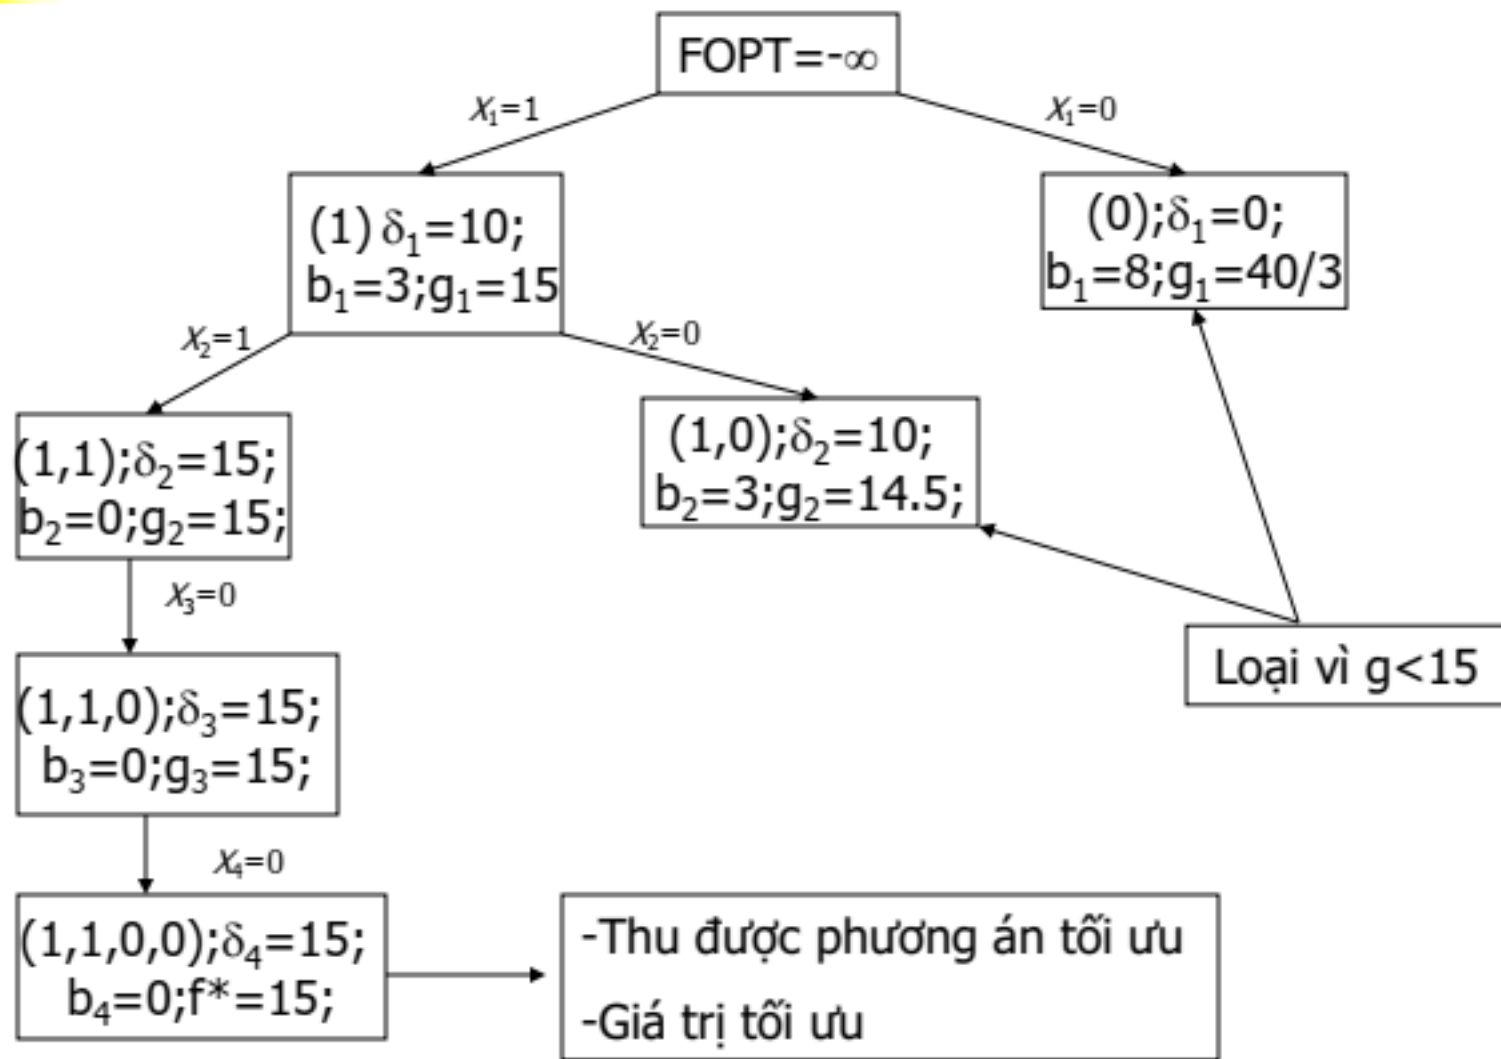 FOPT=-∞
X₁=1
X₁=0
(1) δ₁=10;
b₁=3;g₁=15
(0);δ₁=0;
b₁=8;g₁=40/3
X₂=1
X₂=0
(1,1);δ₂=15;
b₂=0;g₂=15;
(1,0);δ₂=10;
b₂=3;g₂=14.5;
X₃=0
(1,1,0);δ₃=15;
b₃=0;g₃=15;
Loại vì g<15
X₄=0
(1,1,0,0);δ₄=15;
b₄=0;f*=15;
-Thu được phương án tối ưu
-Giá trị tối ưu